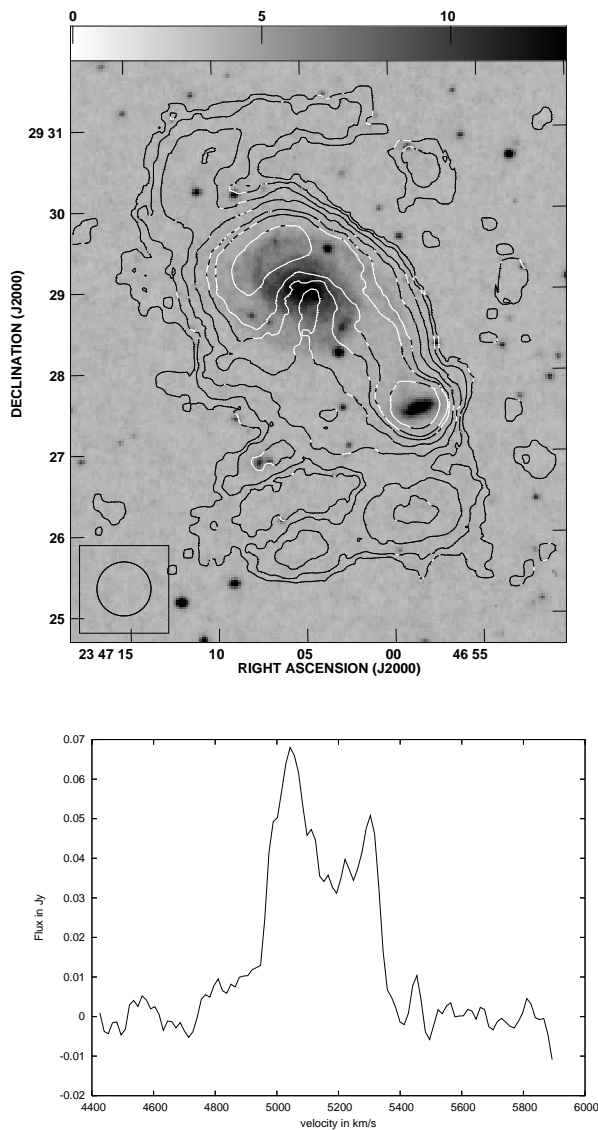 0 5 10
29 31
30
29
28
27
26
25
DECLINATION (J2000)
23 47 15 10 05 00 46 55
RIGHT ASCENSION (J2000)
0.07
0.06
0.05
0.04
0.03
0.02
0.01
0
-0.01
-0.02
Flux in Jy
4400 4600 4800 5000 5200 5400 5600 5800 6000
velocity in km/s